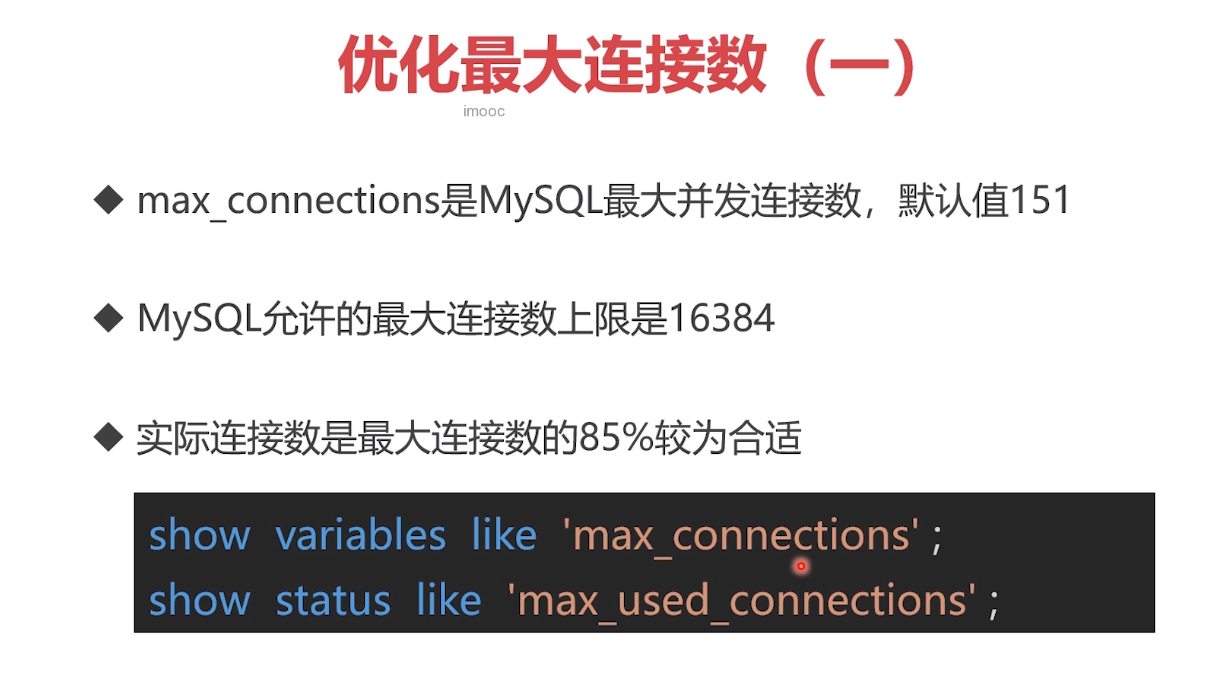 优化最大连接数（一）
imooc
max_connections是MySQL最大并发连接数，默认值151
MySQL允许的最大连接数上限是16384
实际连接数是最大连接数的85%较为合适
show variables like 'max_connections' ;
show status like 'max_used_connections' ;